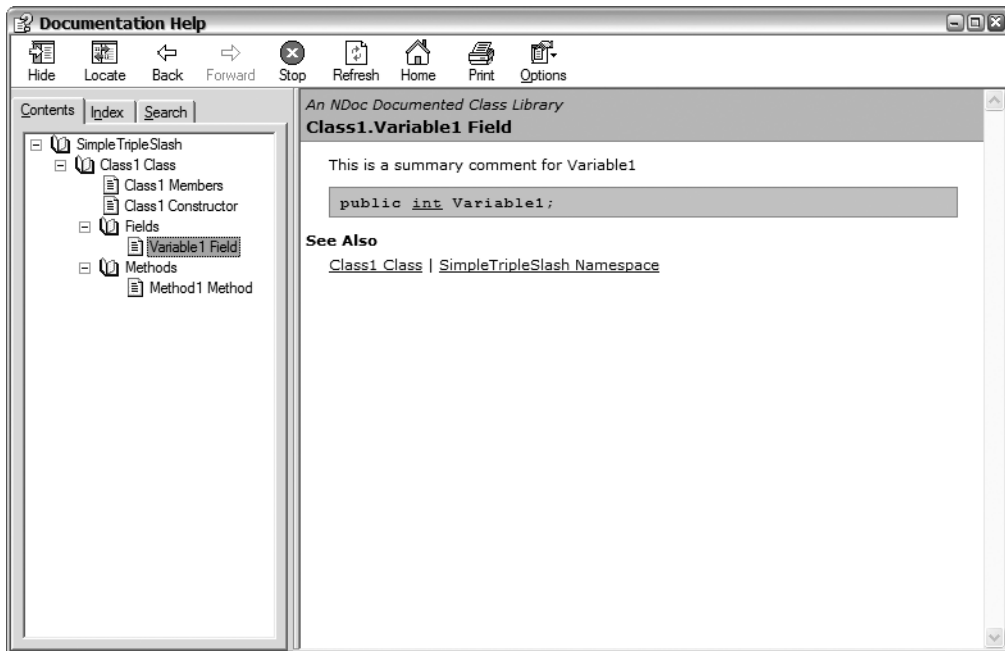 Documentation Help
Hide Locate Back Forward Stop Refresh Home Print Options
Contents Index Search
SimpleTripleSlash
Class1 Class
Class1 Members
Class1 Constructor
Fields
Variable1 Field
Methods
Method1 Method
An NDoc Documented Class Library
Class1.Variable1 Field
This is a summary comment for Variable1
public int Variable1;
See Also
Class1 Class | SimpleTripleSlash Namespace